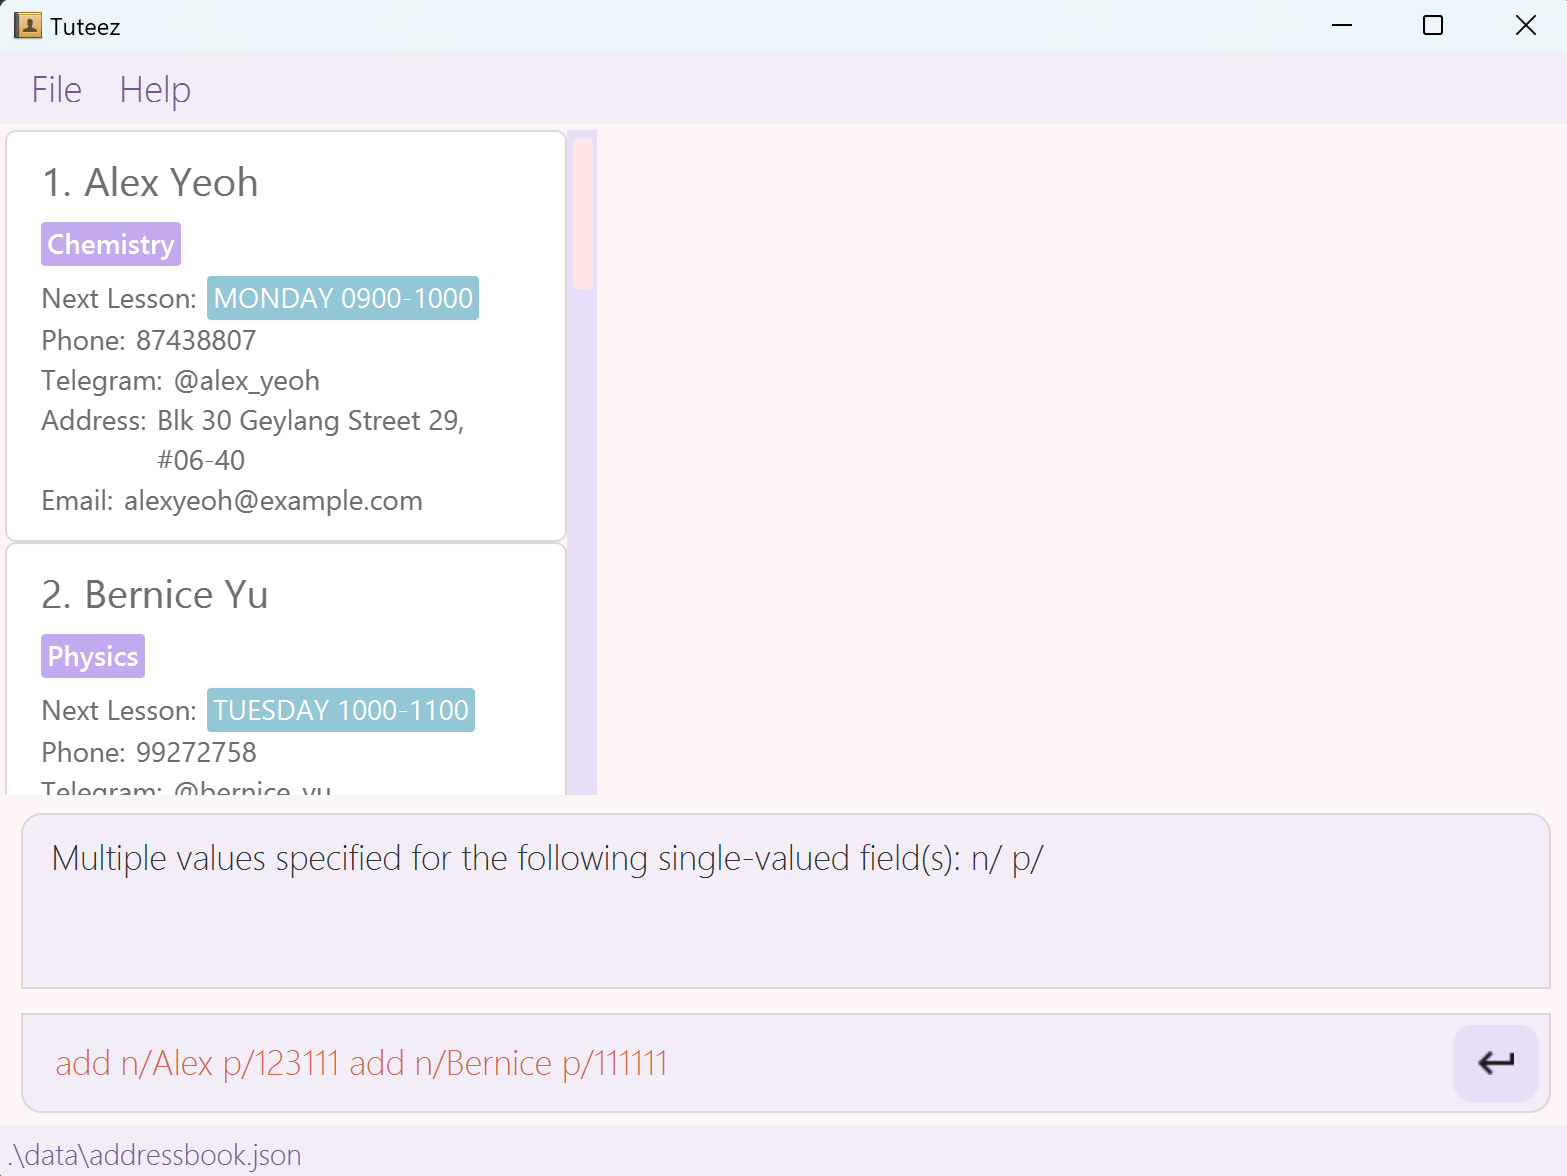 Tuteez
File Help
1. Alex Yeoh
Chemistry
Next Lesson: MONDAY 0900-1000
Phone: 87438807
Telegram: @alex_yeoh
Address: Blk 30 Geylang Street 29,
#06-40
Email: alexyeoh@example.com
2. Bernice Yu
Physics
Next Lesson: TUESDAY 1000-1100
Phone: 99272758
Telegram: @bernice_yu
Multiple values specified for the following single-valued field(s): n/ p/
add n/Alex p/123111 add n/Bernice p/111111
.\data\addressbook.json